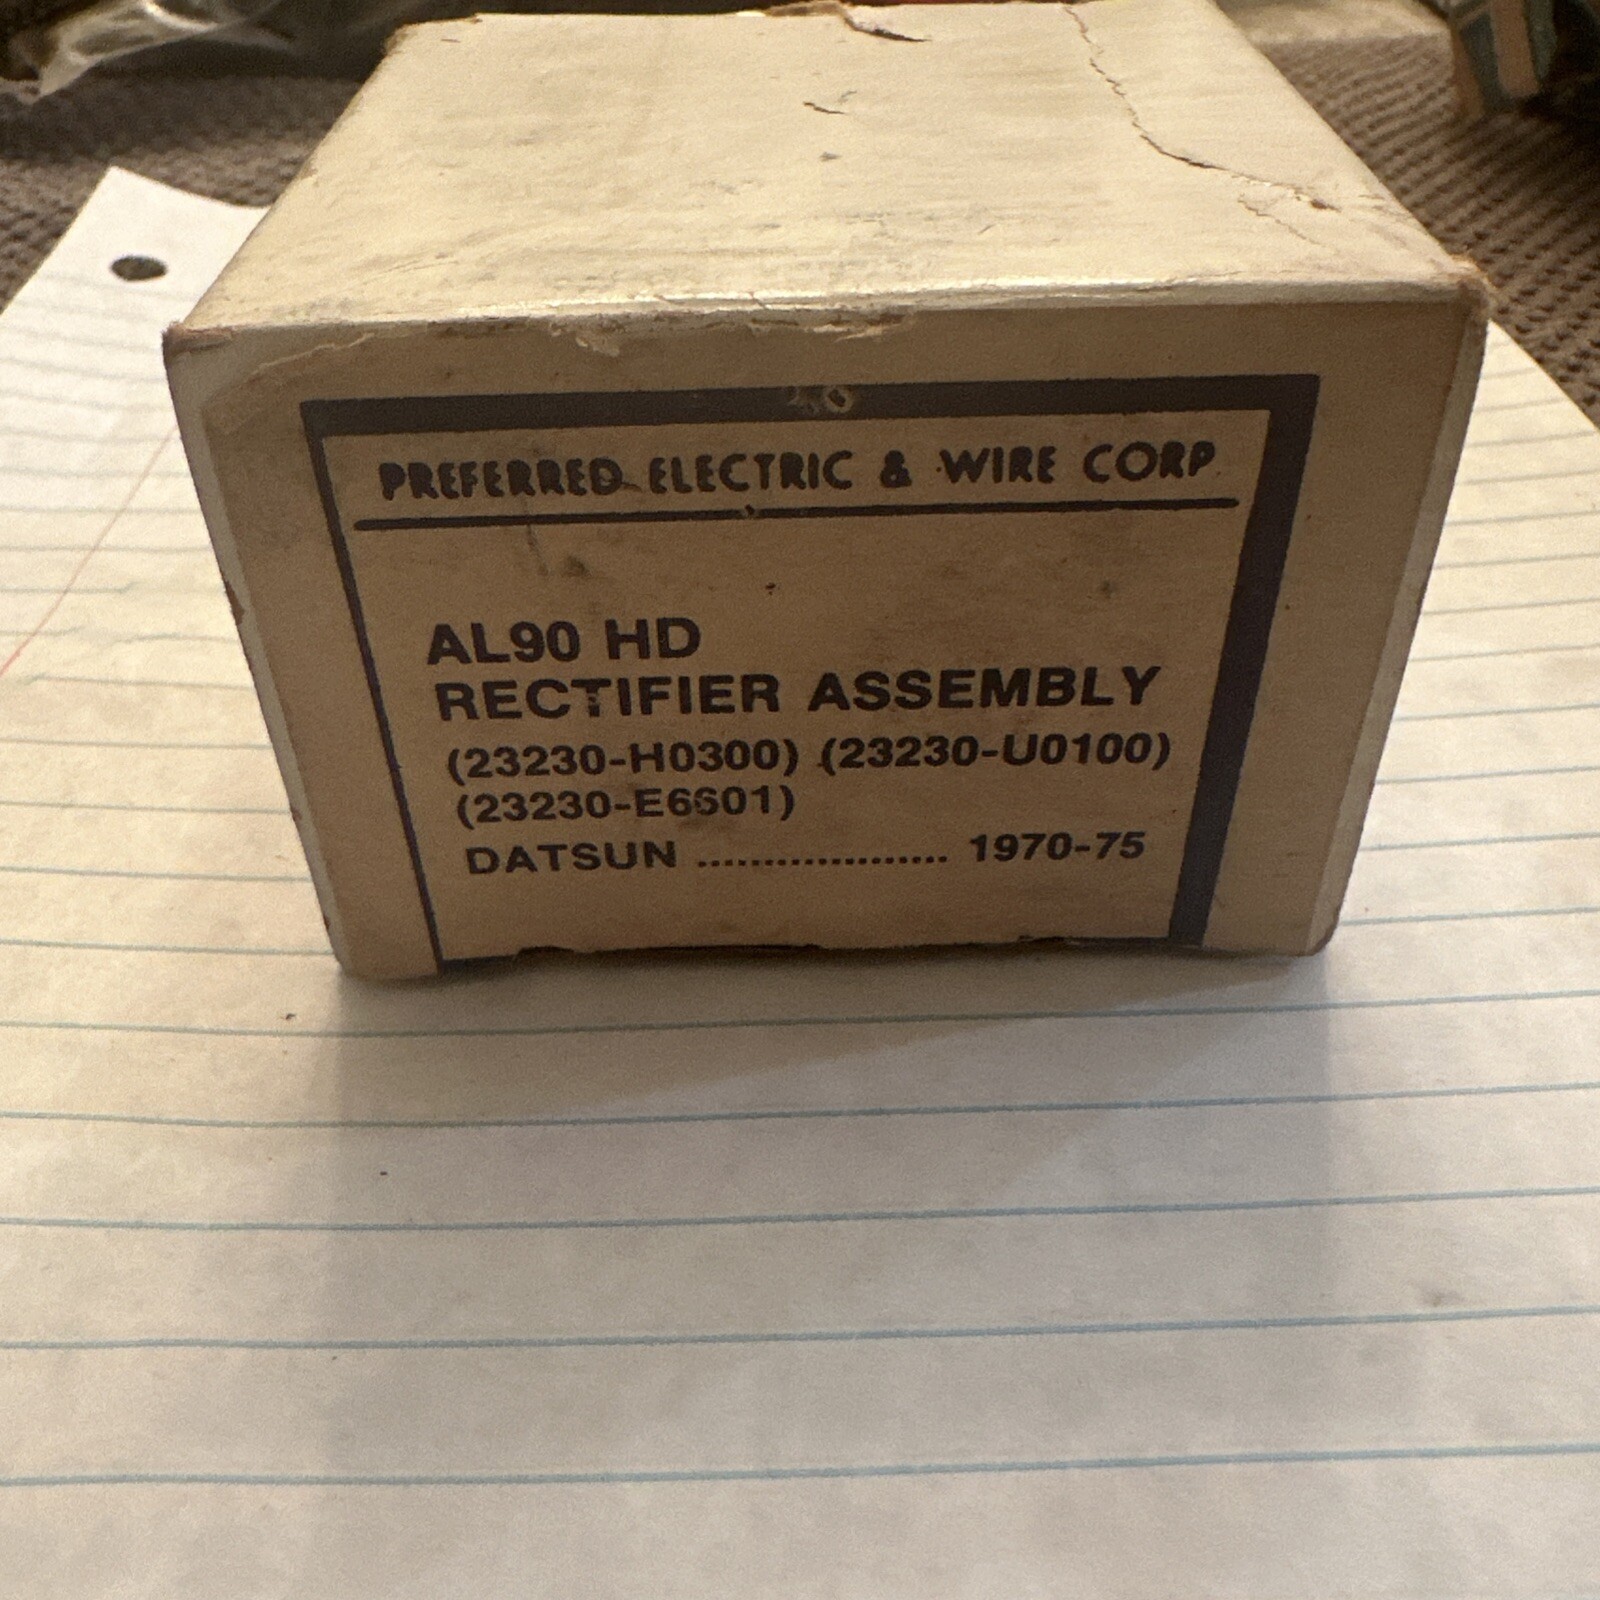 PREFERRED ELECTRIC & WIRE CORP
AL90 HD
RECTIFIER ASSEMBLY
(23230-H0300) (23230-U0100)
(23230-E6601)
DATSUN ................... 1970-75